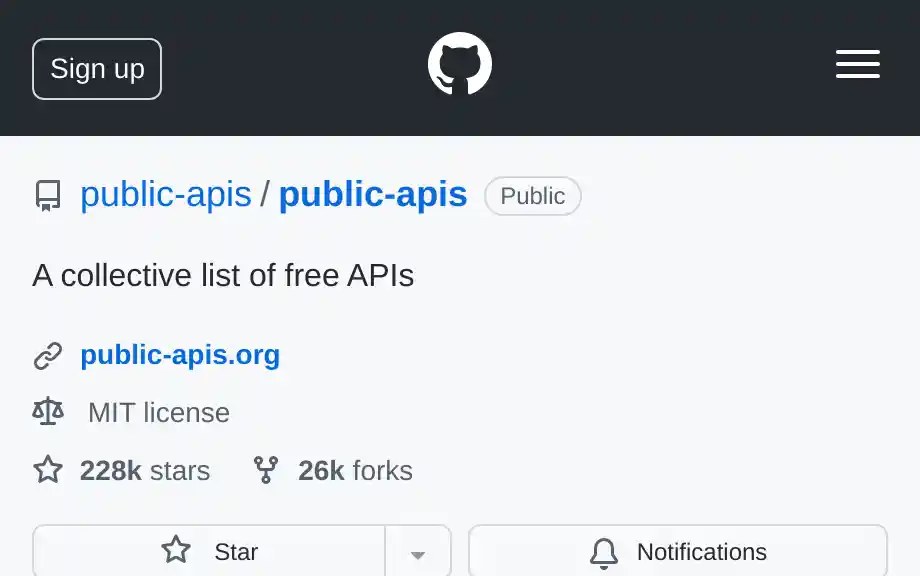 Sign up
public-apis / public-apis Public
A collective list of free APIs
public-apis.org
MIT license
228k stars 26k forks
Star Notifications